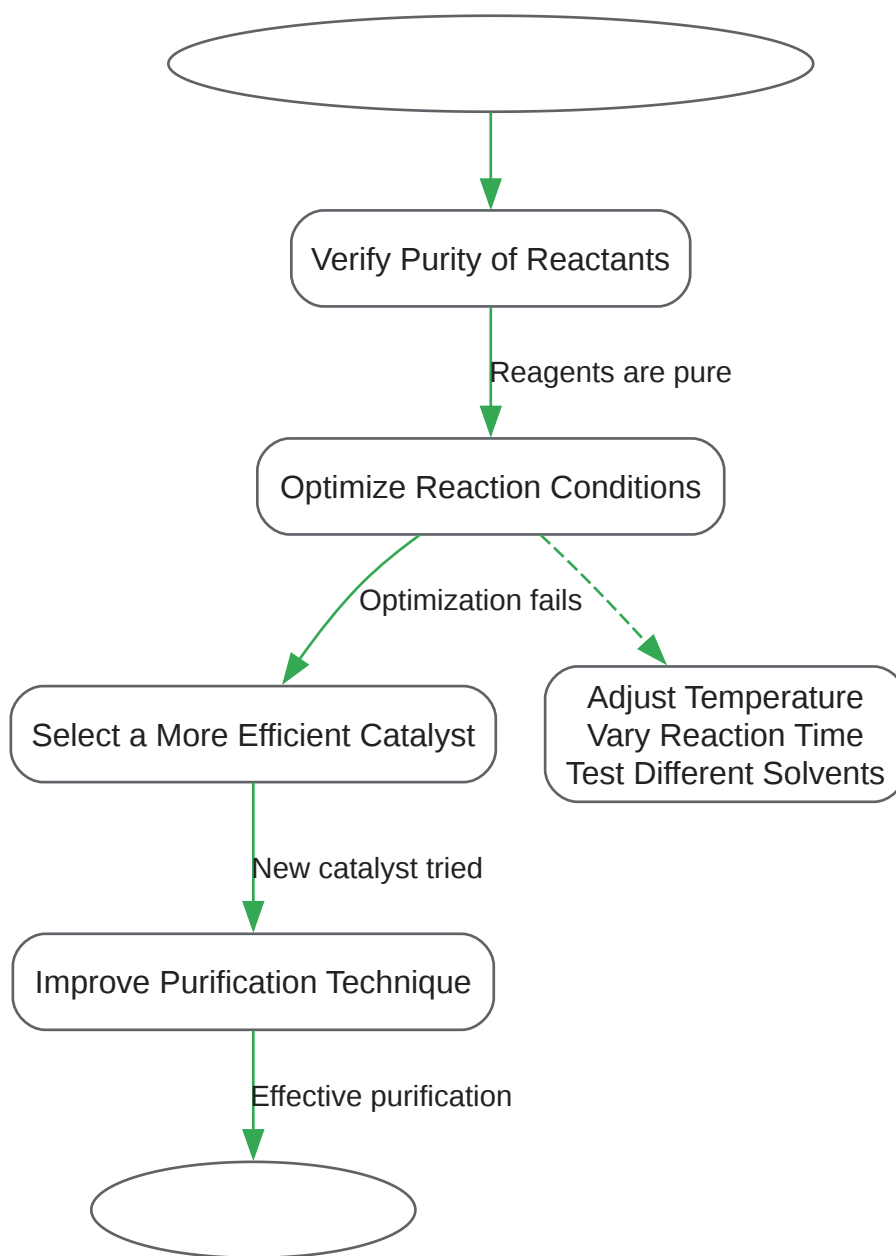 Verify Purity of Reactants
Reagents are pure
Optimize Reaction Conditions
Optimization fails
Adjust Temperature
Vary Reaction Time
Test Different Solvents
Select a More Efficient Catalyst
New catalyst tried
Improve Purification Technique
Effective purification